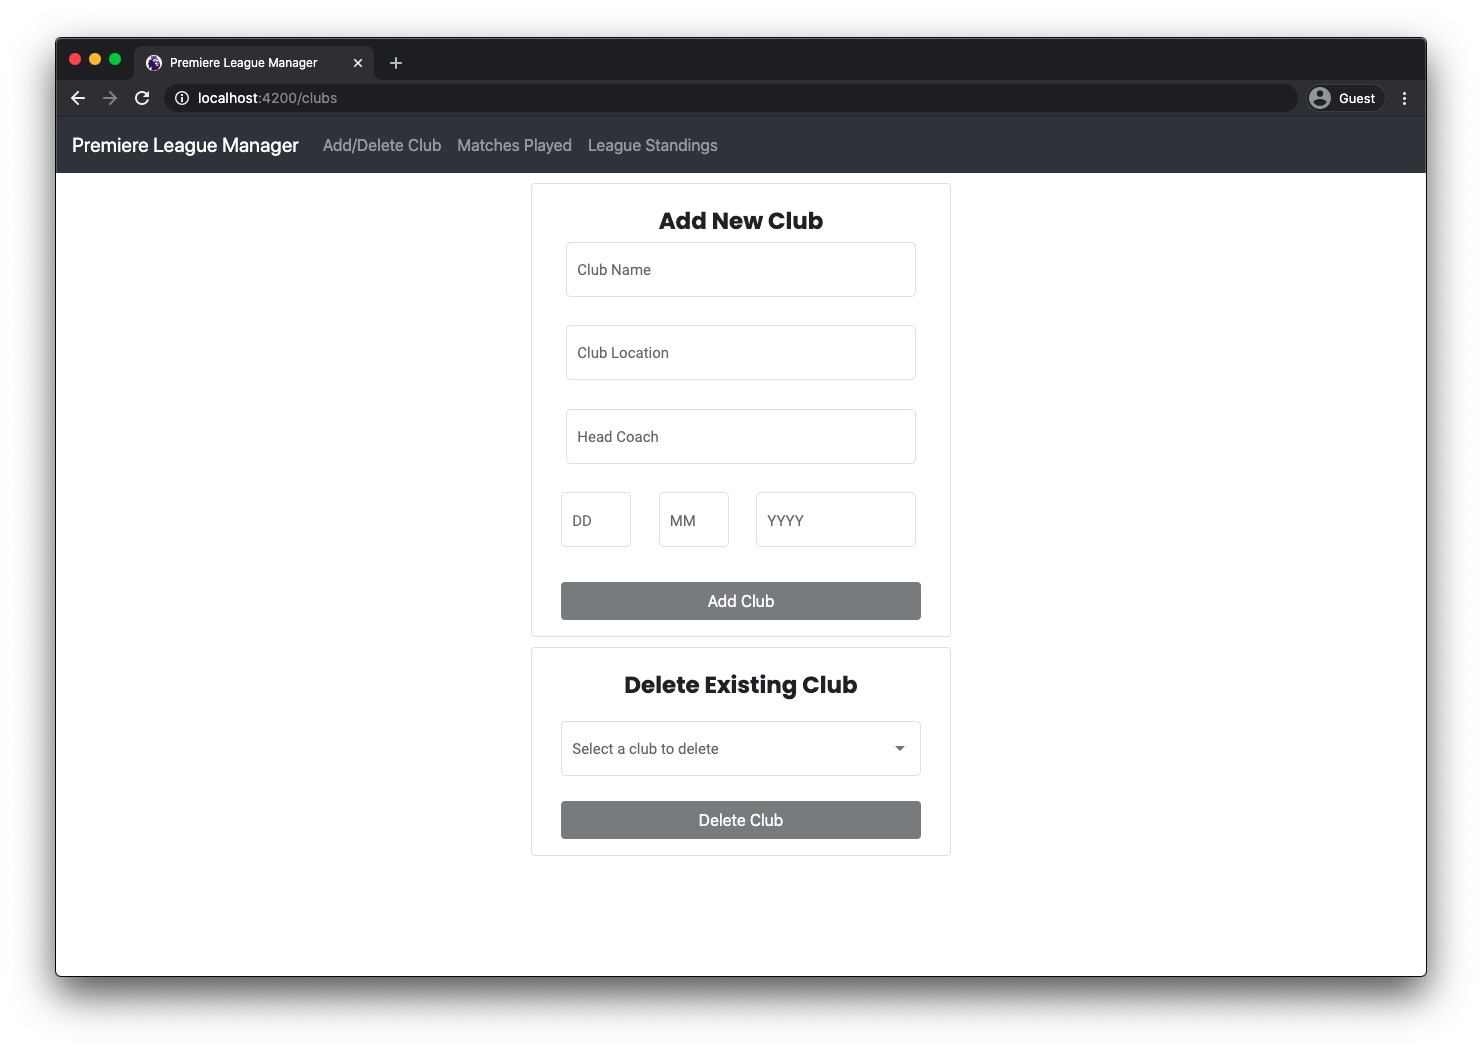 Premiere League Manager
localhost:4200/clubs
Guest
Premiere League Manager Add/Delete Club Matches Played League Standings
Add New Club
Club Name
Club Location
Head Coach
DD MM YYYY
Add Club
Delete Existing Club
Select a club to delete
Delete Club